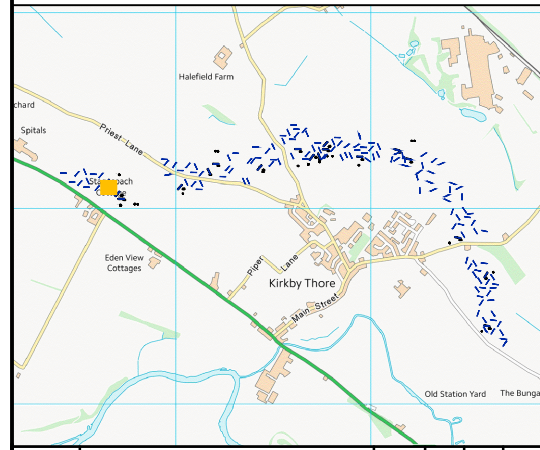 Halefield Farm
chard
Priest Lane
Spitals
Eden View
Cottages
Piper Lane
Kirkby Thore
Main Street
Old Station Yard
The Bunga